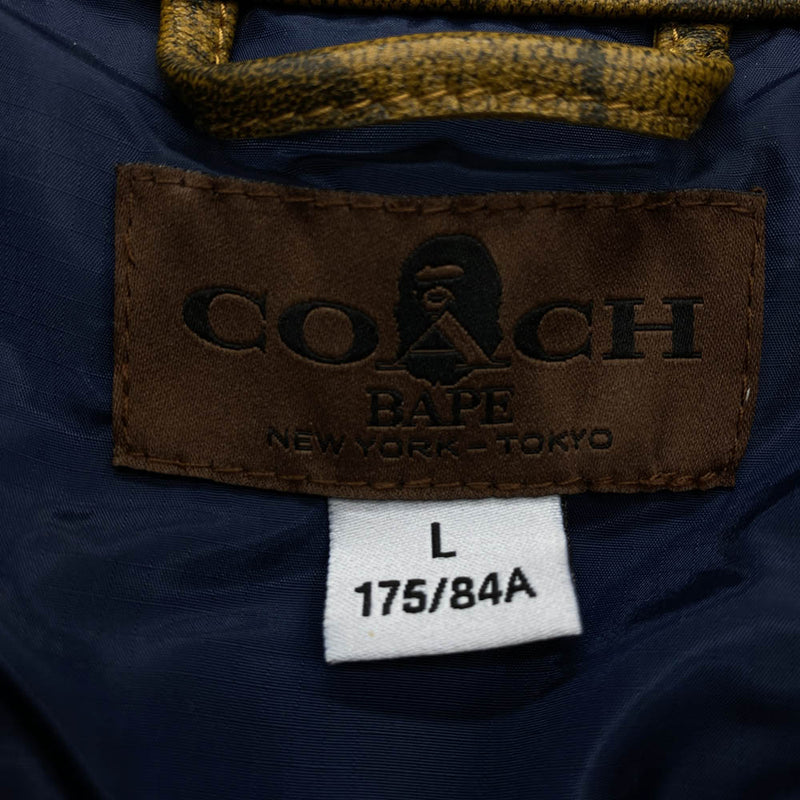 COACH
BAPE
NEW YORK - TOKYO
L
175/84A